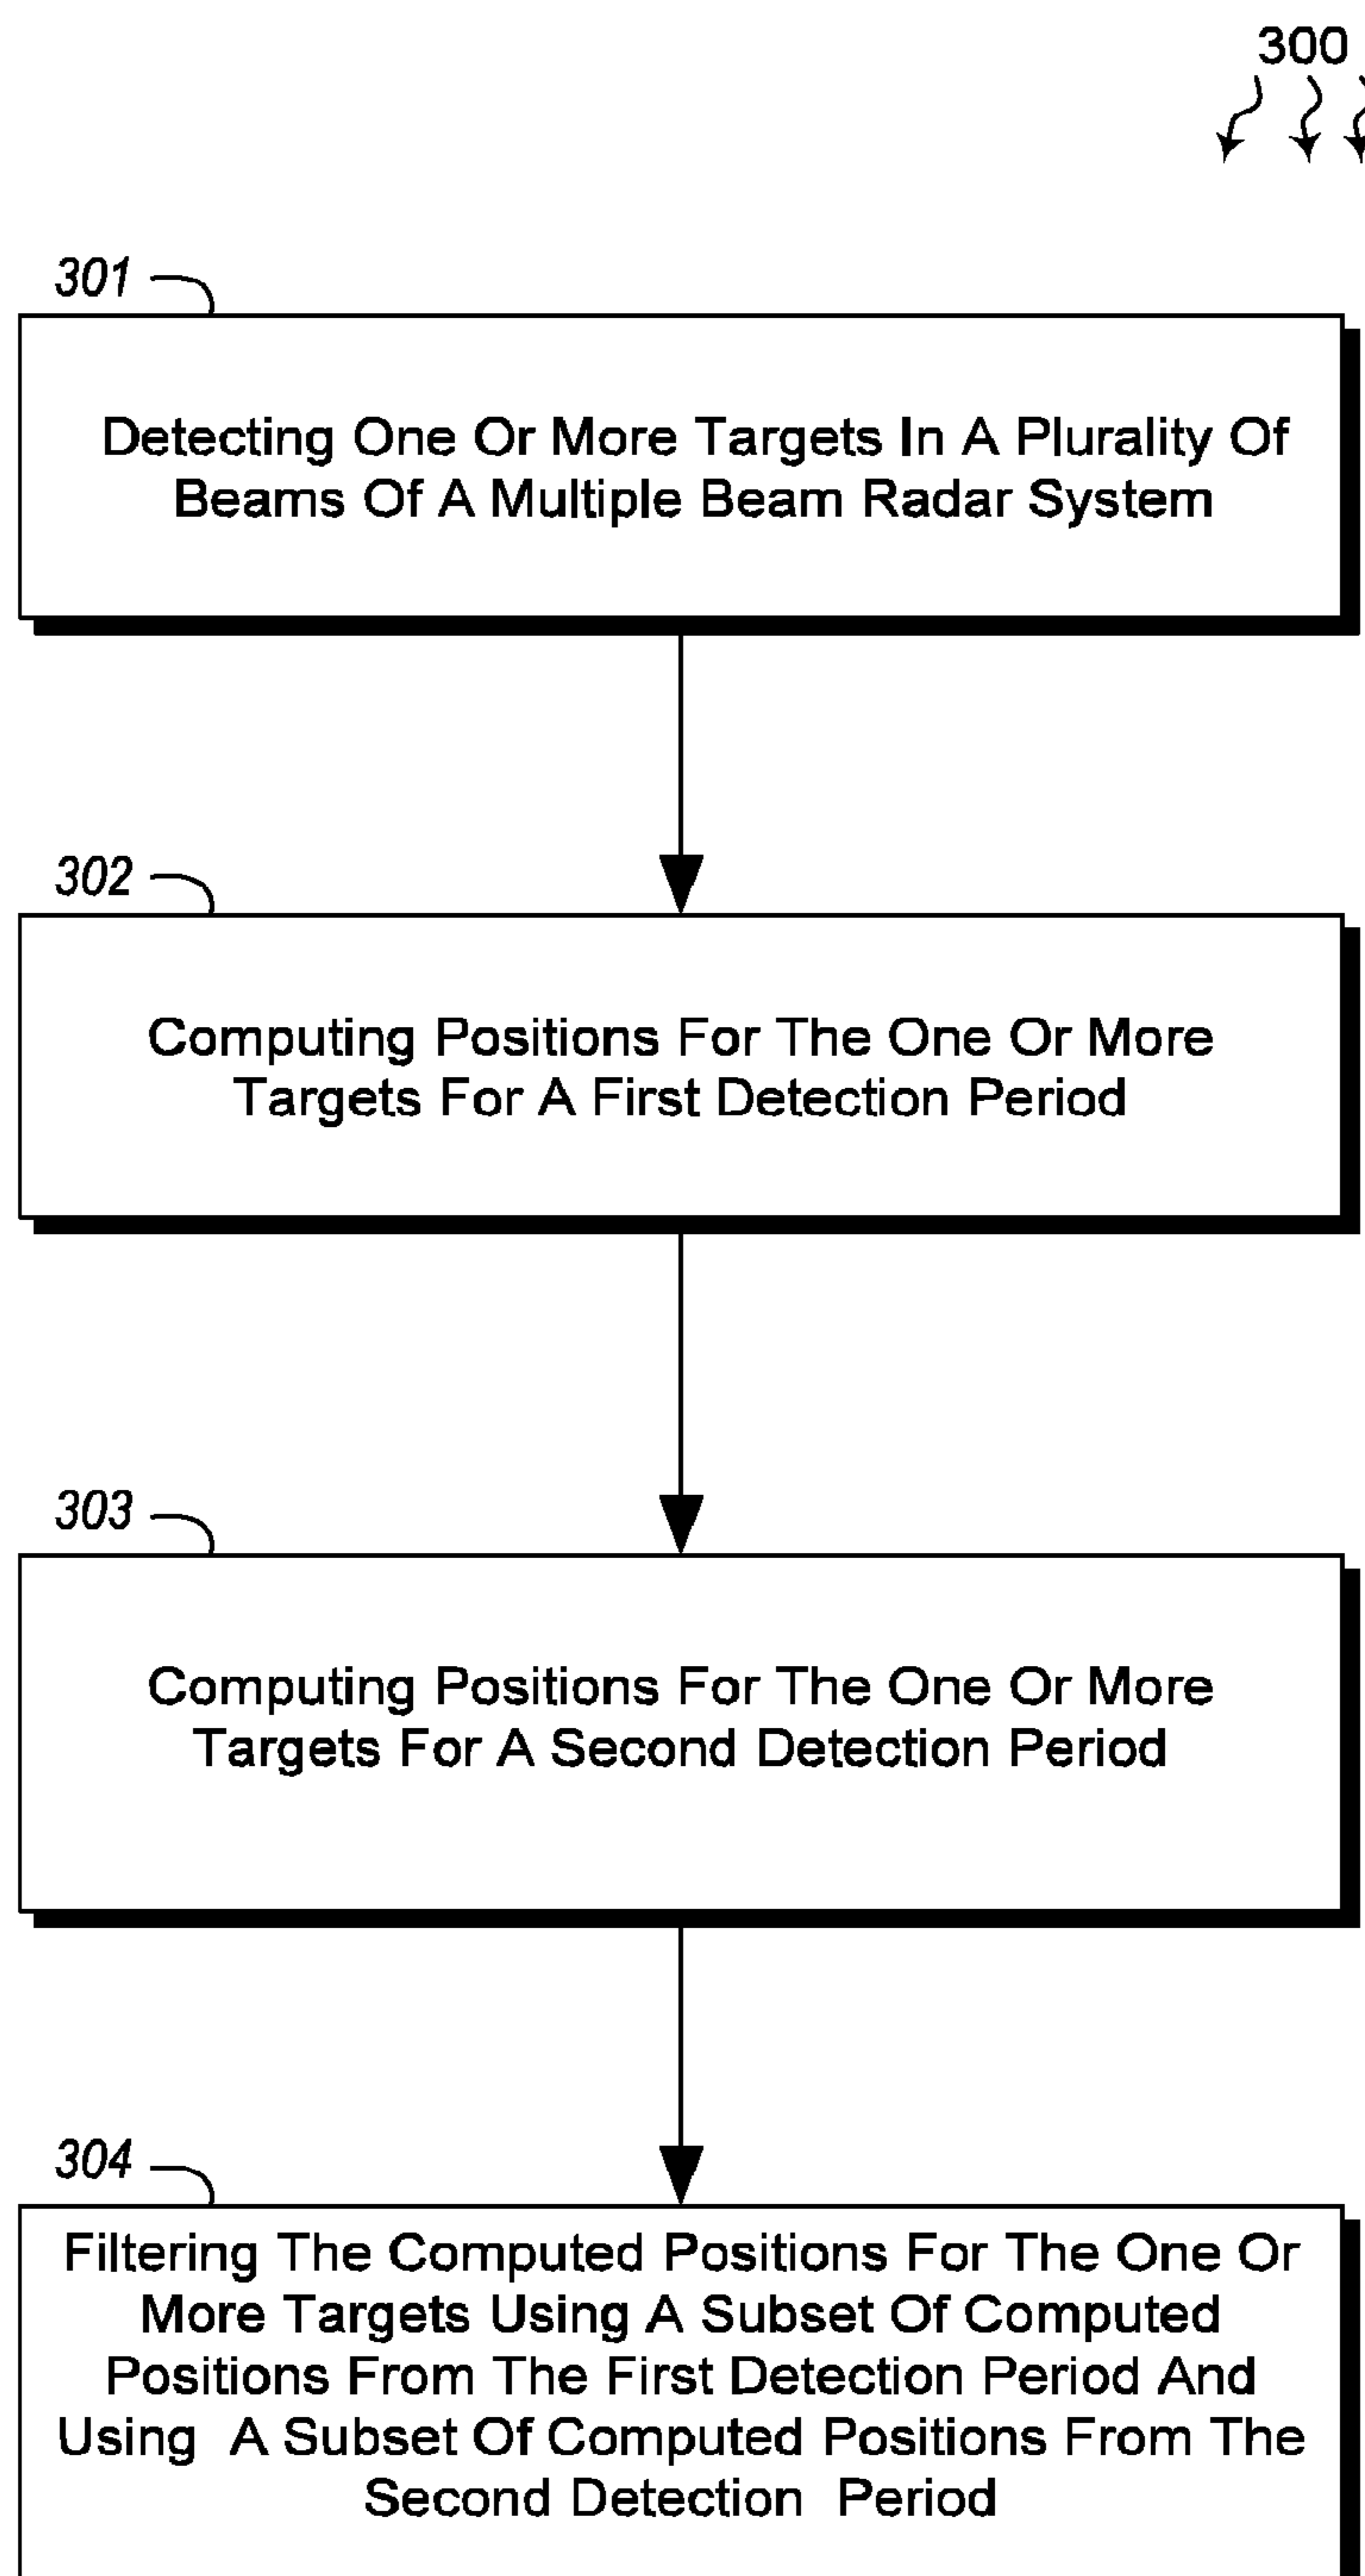 300
301
Detecting One Or More Targets In A Plurality Of
Beams Of A Multiple Beam Radar System
302
Computing Positions For The One Or More
Targets For A First Detection Period
303
Computing Positions For The One Or More
Targets For A Second Detection Period
304
Filtering The Computed Positions For The One Or
More Targets Using A Subset Of Computed
Positions From The First Detection Period And
Using A Subset Of Computed Positions From The
Second Detection Period